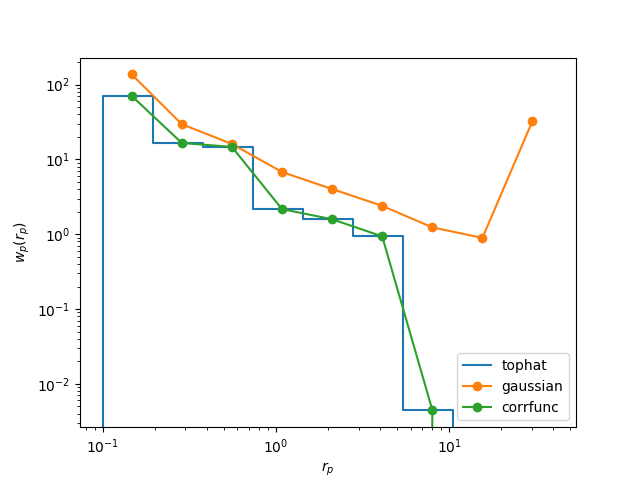 10²
10¹
10⁰
10⁻¹
10⁻²
10⁻¹
10⁰
10¹
w_p(r_p)
r_p
tophat
gaussian
corrfunc